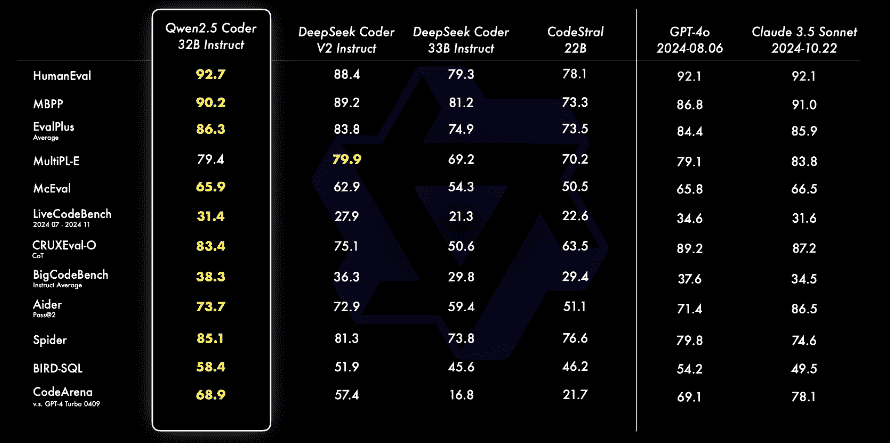 Qwen2.5 Coder DeepSeek Coder DeepSeek Coder CodeStral GPT-4o Claude 3.5 Sonnet
32B Instruct V2 Instruct 33B Instruct 22B 2024-08.06 2024-10.22
HumanEval 92.7 88.4 79.3 78.1 92.1 92.1
MBPP 90.2 89.2 81.2 73.3 86.8 91.0
EvalPlus 86.3 83.8 74.9 73.5 84.4 85.9
Average
MultiPL-E 79.4 79.9 69.2 70.2 79.1 83.8
McEval 65.9 62.9 54.3 50.5 65.8 66.5
LiveCodeBench 31.4 27.9 21.3 22.6 34.6 31.6
2024 07 - 2024 11
CRUXEval-O 83.4 75.1 50.6 63.5 89.2 87.2
CoT
BigCodeBench 38.3 36.3 29.8 29.4 37.6 34.5
Instruct Average
Aider 73.7 72.9 59.4 51.1 71.4 86.5
Pass@2
Spider 85.1 81.3 73.8 76.6 79.8 74.6
BIRD-SQL 58.4 51.9 45.6 46.2 54.2 49.5
CodeArena 68.9 57.4 16.8 21.7 69.1 78.1
v.s. GPT-4 Turbo 0409